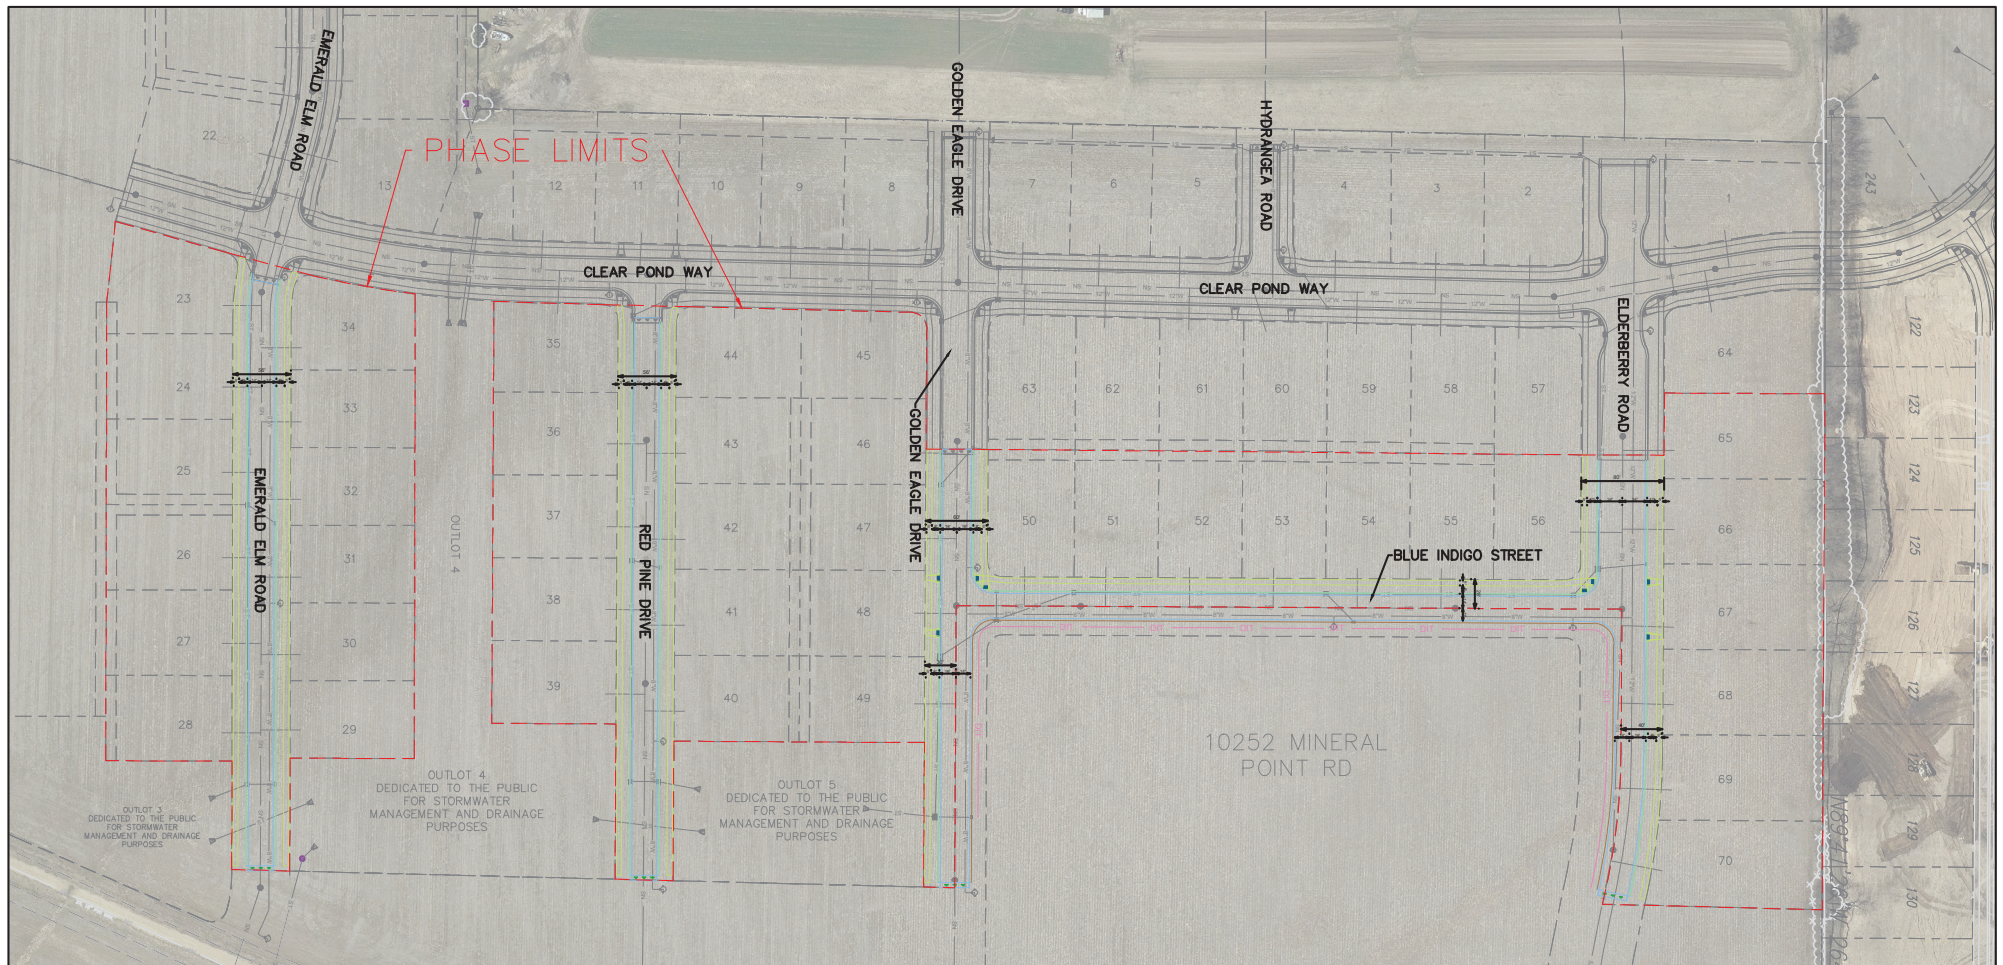 EMERALD ELM ROAD
EMERALD ELM ROAD
GOLDEN EAGLE DRIVE
HYDRANGEA ROAD
PHASE LIMITS
22
13
12
11
10
9
8
7
6
5
4
3
2
1
243
CLEAR POND WAY
CLEAR POND WAY
ELDERBERRY ROAD
23
34
35
44
45
63
62
61
60
59
58
57
64
122
24
33
36
43
46
65
123
GOLDEN EAGLE DRIVE
25
32
37
42
47
50
51
52
53
54
55
56
66
124
125
EMERALD ELM ROAD
OUTLOT 4
RED PINE DRIVE
BLUE INDIGO STREET
26
31
38
41
48
67
126
27
30
39
40
49
68
127
28
29
69
128
10252 MINERAL
POINT RD
OUTLOT 3
DEDICATED TO THE PUBLIC
FOR STORMWATER
MANAGEMENT AND DRAINAGE
PURPOSES
OUTLOT 4
DEDICATED TO THE PUBLIC
FOR STORMWATER
MANAGEMENT AND DRAINAGE
PURPOSES
OUTLOT 5
DEDICATED TO THE PUBLIC
FOR STORMWATER
MANAGEMENT AND DRAINAGE
PURPOSES
70
129
130